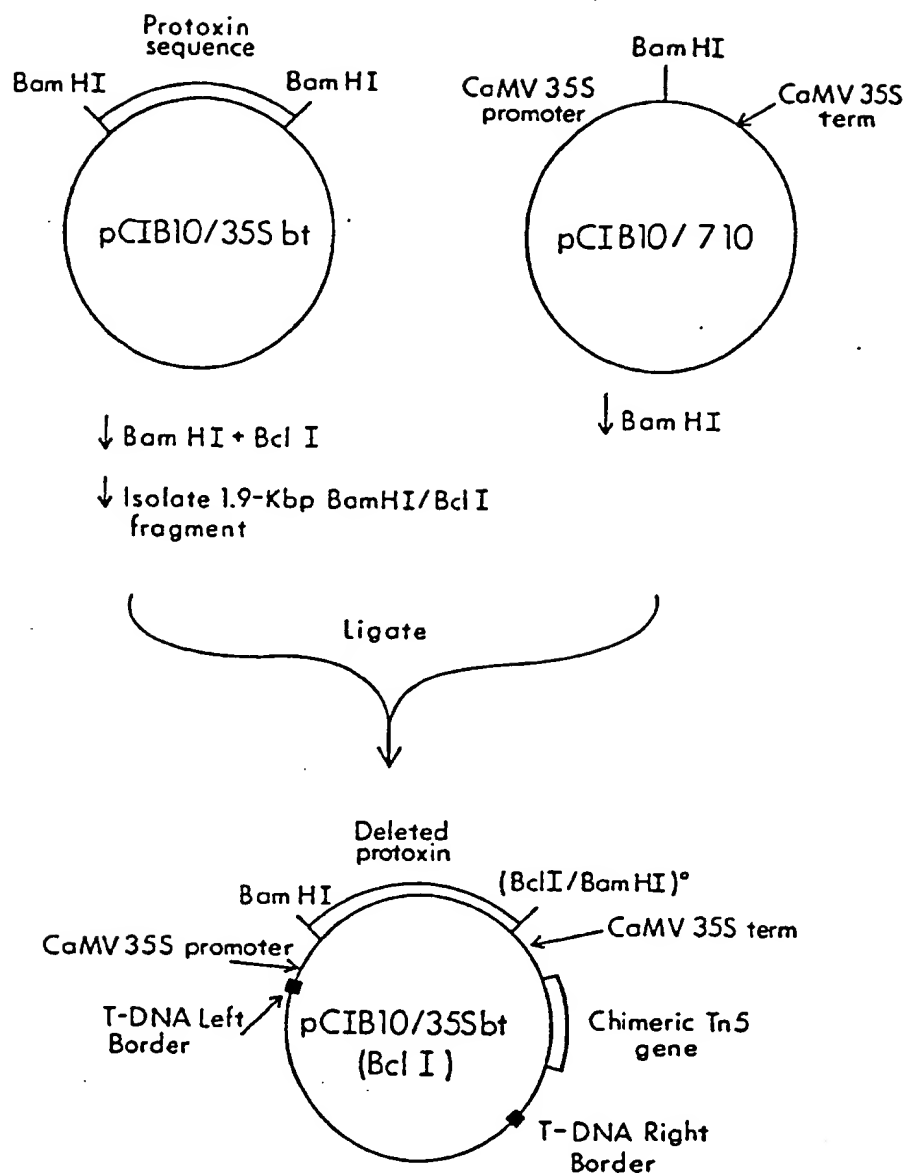 Protoxin
sequence
Bam HI
Bam HI
pCIB10/35S bt
Bam HI
CaMV 35S
promoter
CaMV 35S
term
pCIB10/710
↓ Bam HI + Bcl I
↓ Isolate 1.9-Kbp BamHI/Bcl I
fragment
↓ Bam HI
Ligate
Deleted
protoxin
Bam HI
(BclI/BamHI)°
CaMV 35S promoter
CaMV 35S term
T-DNA Left
Border
pCIB10/35Sbt
(Bcl I)
Chimeric Tn5
gene
T-DNA Right
Border